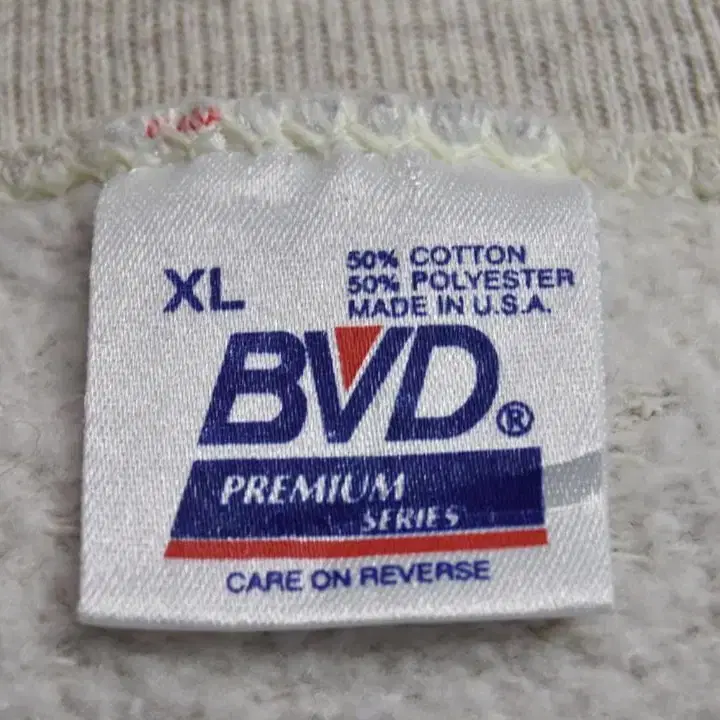 XL
50% COTTON
50% POLYESTER
MADE IN U.S.A.
BVD®
PREMIUM
SERIES
CARE ON REVERSE